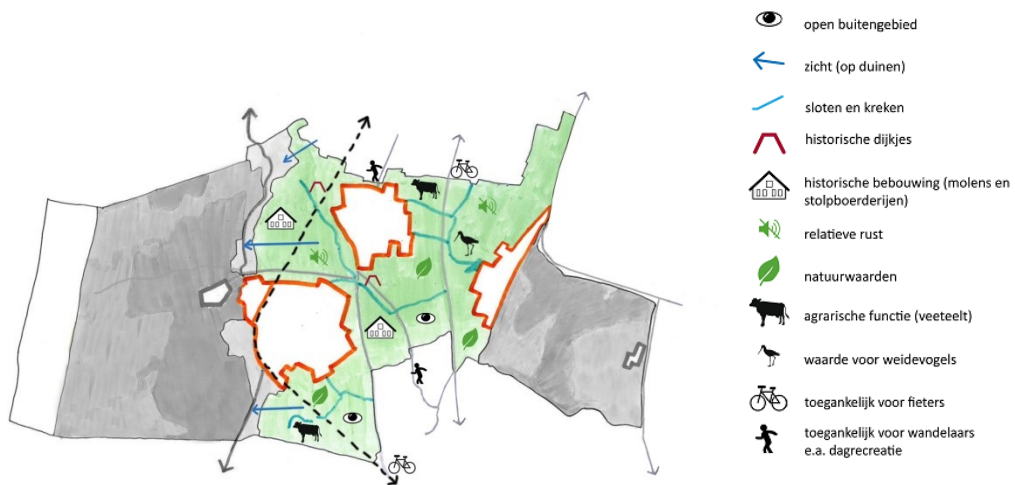 open buitengebied
zicht (op duinen)
sloten en kreken
historische dijkjes
historische bebouwing (molens en
stolpboerderijen)
relatieve rust
natuurwaarden
agrarische functie (veeteelt)
waarde voor weidevogels
toegankelijk voor fieters
toegankelijk voor wandelaars
e.a. dagrecreatie